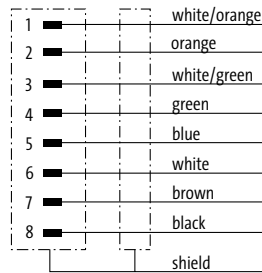 1 white/orange
2 orange
3 white/green
4 green
5 blue
6 white
7 brown
8 black
shield